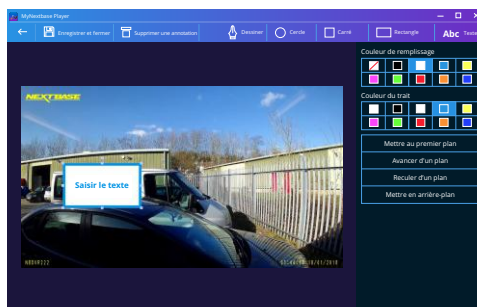 MyNextbase Player
Enregistrer et fermer
Supprimer une annotation
Dessiner
Cercle
Carré
Rectangle
Abc Texte
Couleur de remplissage
NEXTBASE
Couleur du trait
Mettre au premier plan
Avancer d'un plan
Reculer d'un plan
Mettre en arrière-plan
Saisir le texte